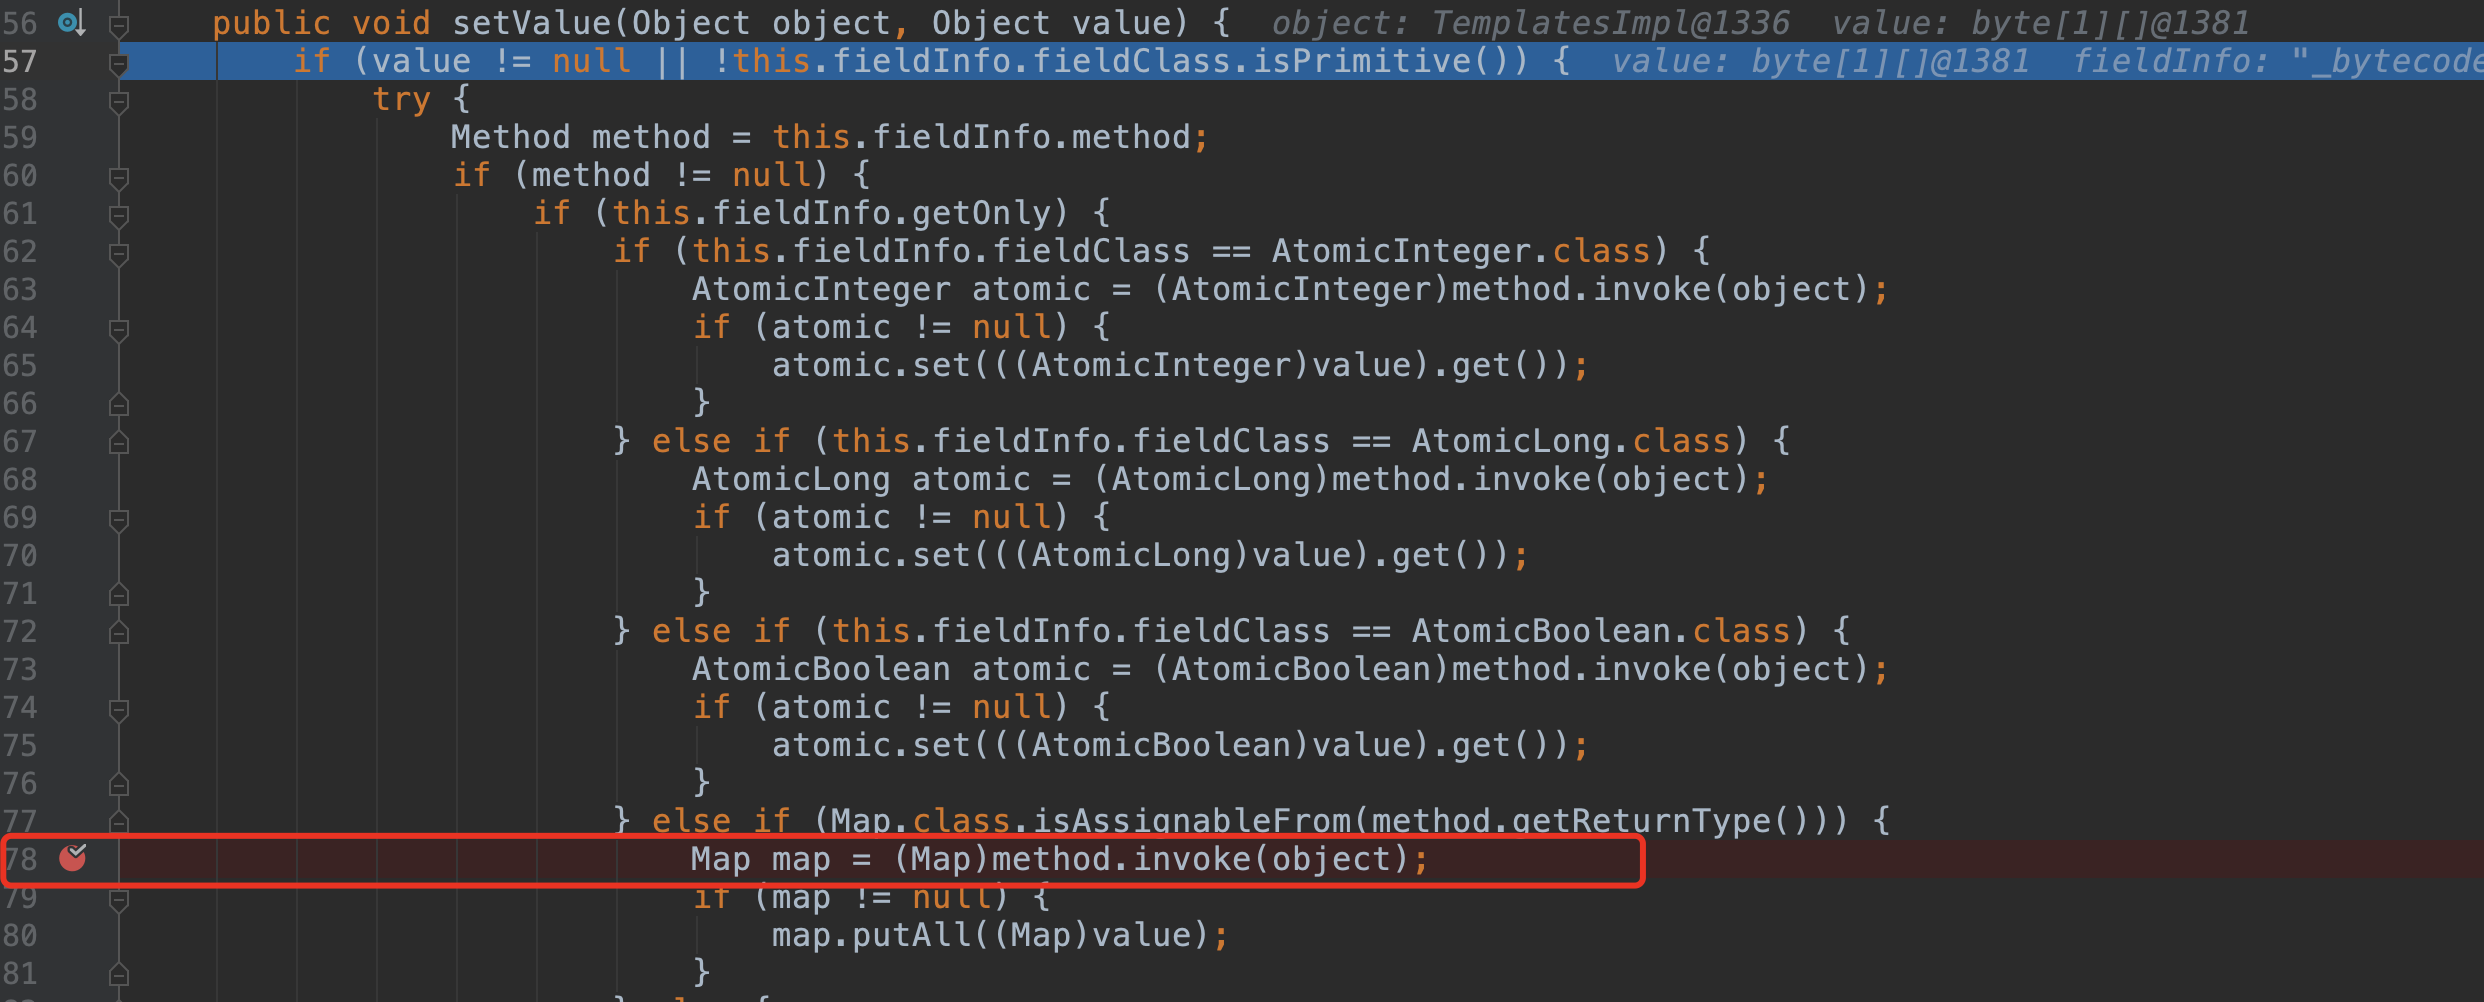 56 public void setValue(Object object, Object value) { object: TemplatesImpl@1336 value: byte[1][]@1381
57 if (value != null || !this.fieldInfo.fieldClass.isPrimitive()) { value: byte[1][]@1381 fieldInfo: "_bytecode
58 try {
59 Method method = this.fieldInfo.method;
60 if (method != null) {
61 if (this.fieldInfo.getOnly) {
62 if (this.fieldInfo.fieldClass == AtomicInteger.class) {
63 AtomicInteger atomic = (AtomicInteger)method.invoke(object);
64 if (atomic != null) {
65 atomic.set(((AtomicInteger)value).get());
66 }
67 } else if (this.fieldInfo.fieldClass == AtomicLong.class) {
68 AtomicLong atomic = (AtomicLong)method.invoke(object);
69 if (atomic != null) {
70 atomic.set(((AtomicLong)value).get());
71 }
72 } else if (this.fieldInfo.fieldClass == AtomicBoolean.class) {
73 AtomicBoolean atomic = (AtomicBoolean)method.invoke(object);
74 if (atomic != null) {
75 atomic.set(((AtomicBoolean)value).get());
76 }
77 } else if (Map.class.isAssignableFrom(method.getReturnType())) {
78 Map map = (Map)method.invoke(object);
79 if (map != null) {
80 map.putAll((Map)value);
81 }